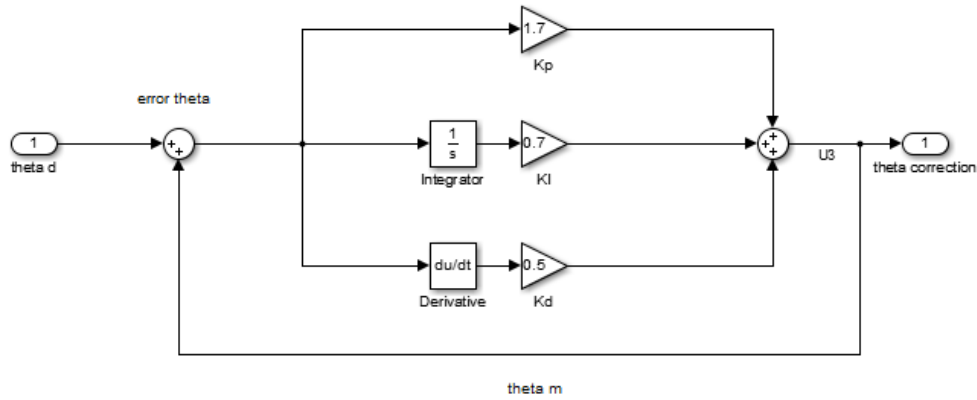 1.7
Kp
error theta
1
theta d
+
+
1
s
Integrator
0.7
KI
+
+
+
U3
1
theta correction
du/dt
Derivative
0.5
Kd
theta m